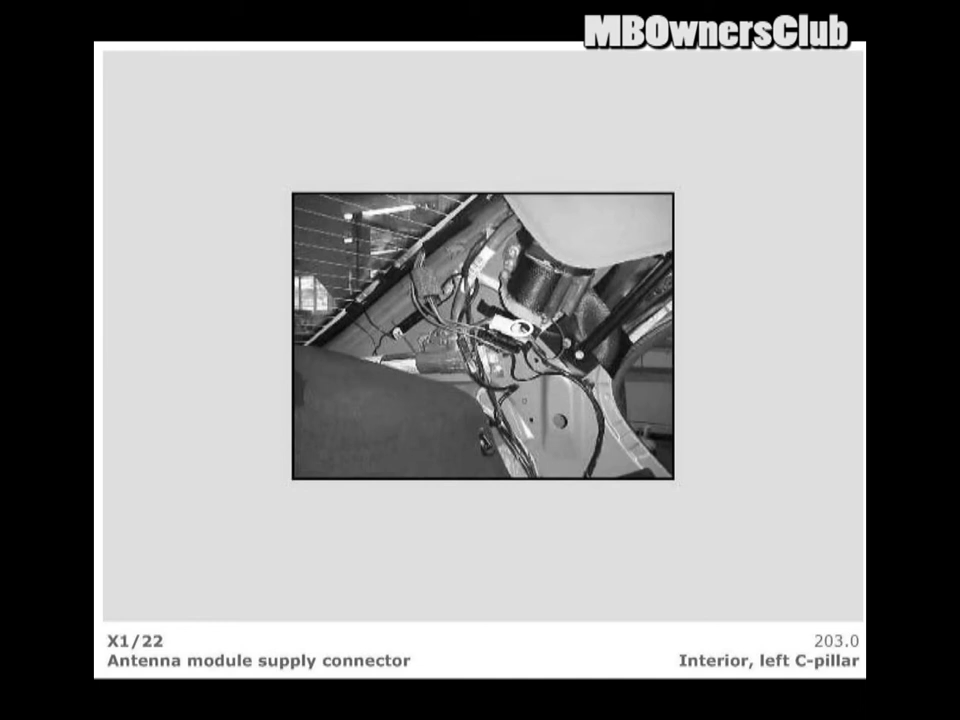 MBOwnersClub
X1/22
203.0
Antenna module supply connector
Interior, left C-pillar